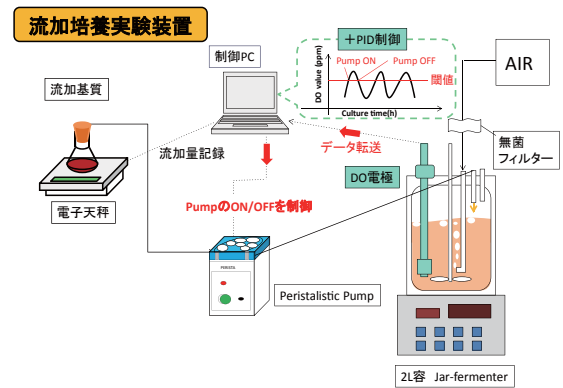 流加培養実験装置
制御PC
＋PID制御
Pump ON
Pump OFF
DO value (ppm)
閾値
Culture time(h)
AIR
流加基質
流加量記録
データ転送
無菌
フィルター
DO電極
電子天秤
PumpのON/OFFを制御
PERISTA
Peristalistic Pump
2L容 Jar-fermenter